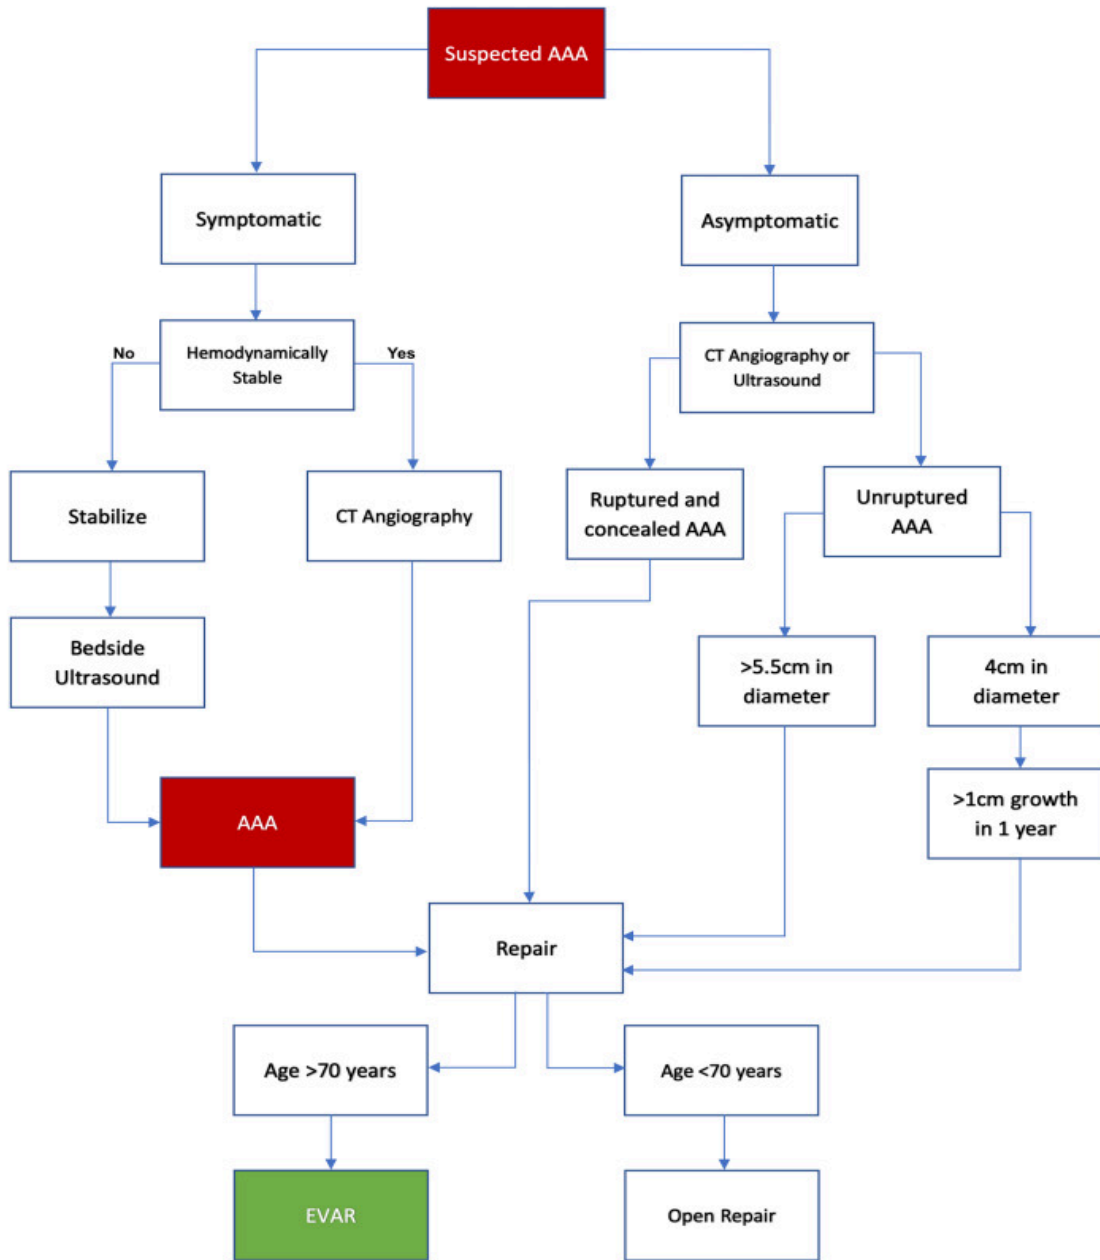 Suspected AAA
Symptomatic
Asymptomatic
No
Hemodynamically
Stable
Yes
CT Angiography or
Ultrasound
Stabilize
CT Angiography
Ruptured and
concealed AAA
Unruptured
AAA
Bedside
Ultrasound
>5.5cm in
diameter
4cm in
diameter
AAA
>1cm growth
in 1 year
Repair
Age >70 years
Age <70 years
EVAR
Open Repair